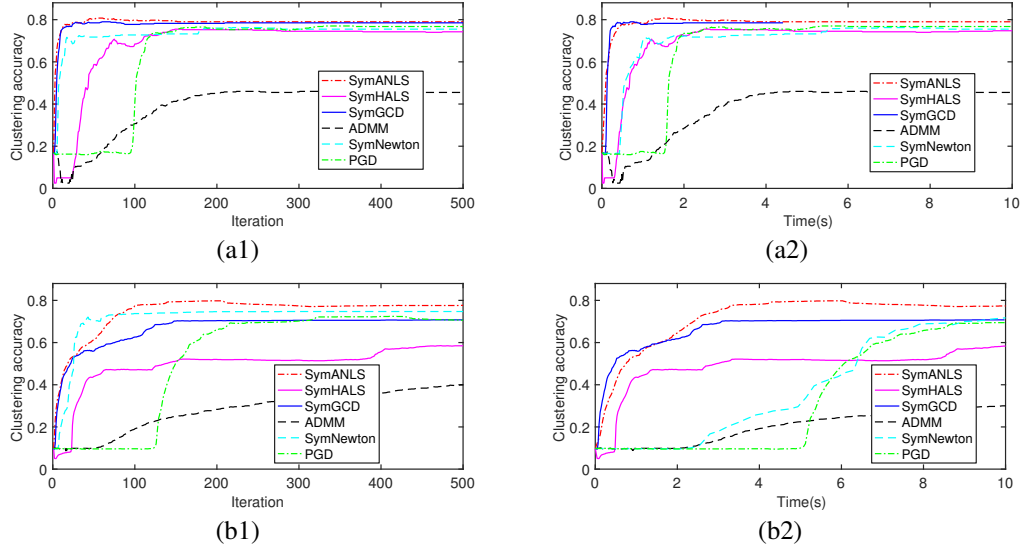 0.8
0.6
0.4
0.2
0
Clustering accuracy
0 100 200 300 400 500
Iteration
SymANLS
SymHALS
SymGCD
ADMM
SymNewton
PGD
(a1)
0.8
0.6
0.4
0.2
0
Clustering accuracy
0 2 4 6 8 10
Time(s)
SymANLS
SymHALS
SymGCD
ADMM
SymNewton
PGD
(a2)
0.8
0.6
0.4
0.2
0
Clustering accuracy
0 100 200 300 400 500
Iteration
SymANLS
SymHALS
SymGCD
ADMM
SymNewton
PGD
(b1)
0.8
0.6
0.4
0.2
0
Clustering accuracy
0 2 4 6 8 10
Time(s)
SymANLS
SymHALS
SymGCD
ADMM
SymNewton
PGD
(b2)